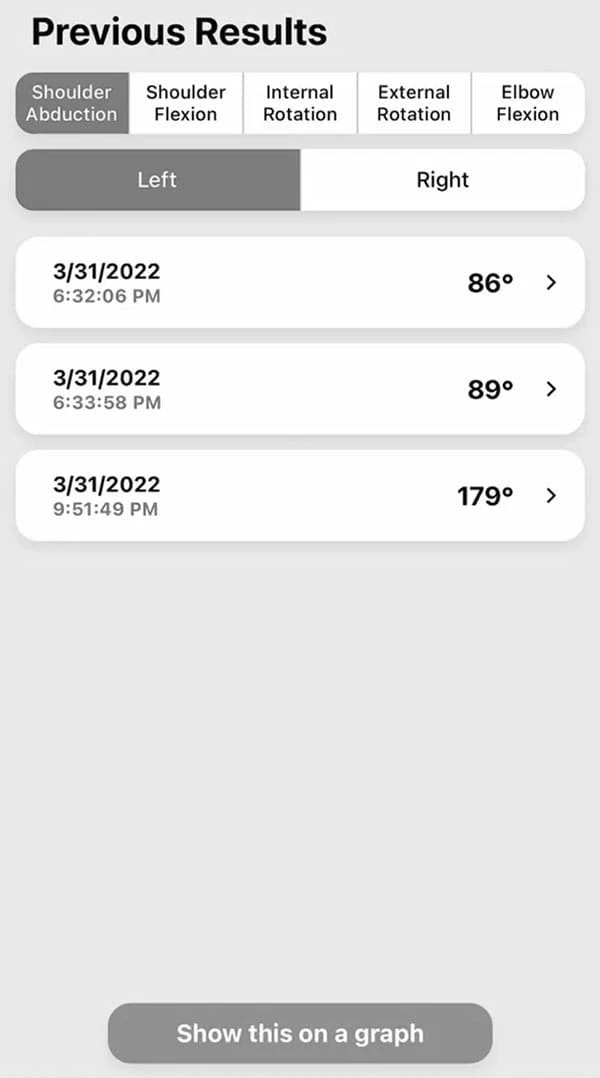 Previous Results
Shoulder Abduction
Shoulder Flexion
Internal Rotation
External Rotation
Elbow Flexion
Left
Right
3/31/2022
6:32:06 PM
86°
3/31/2022
6:33:58 PM
89°
3/31/2022
9:51:49 PM
179°
Show this on a graph